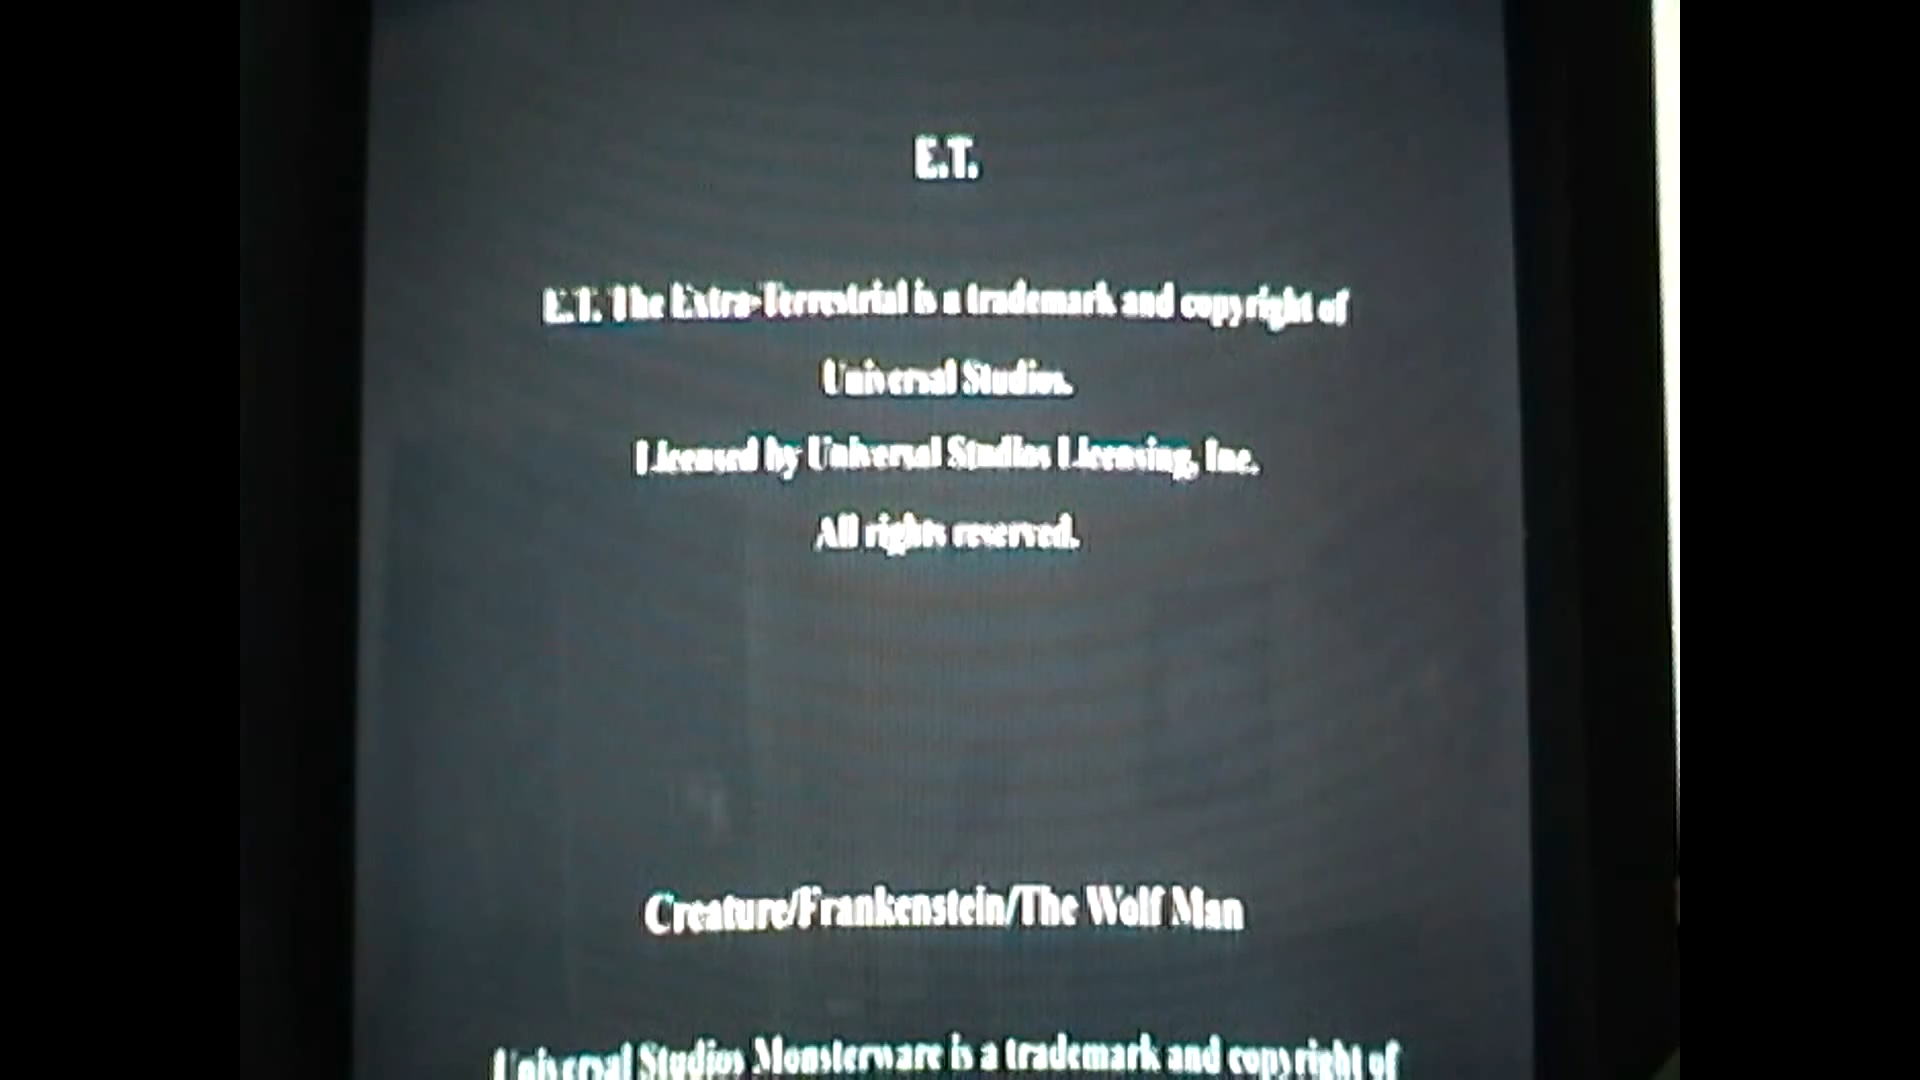 E.T.
E.T. The Extra-Terrestrial is a trademark and copyright of
Universal Studios.
Licensed by Universal Studios Licensing, Inc.
All rights reserved.
Creature/Frankenstein/The Wolf Man
Universal Studios Monsterware is a trademark and copyright of